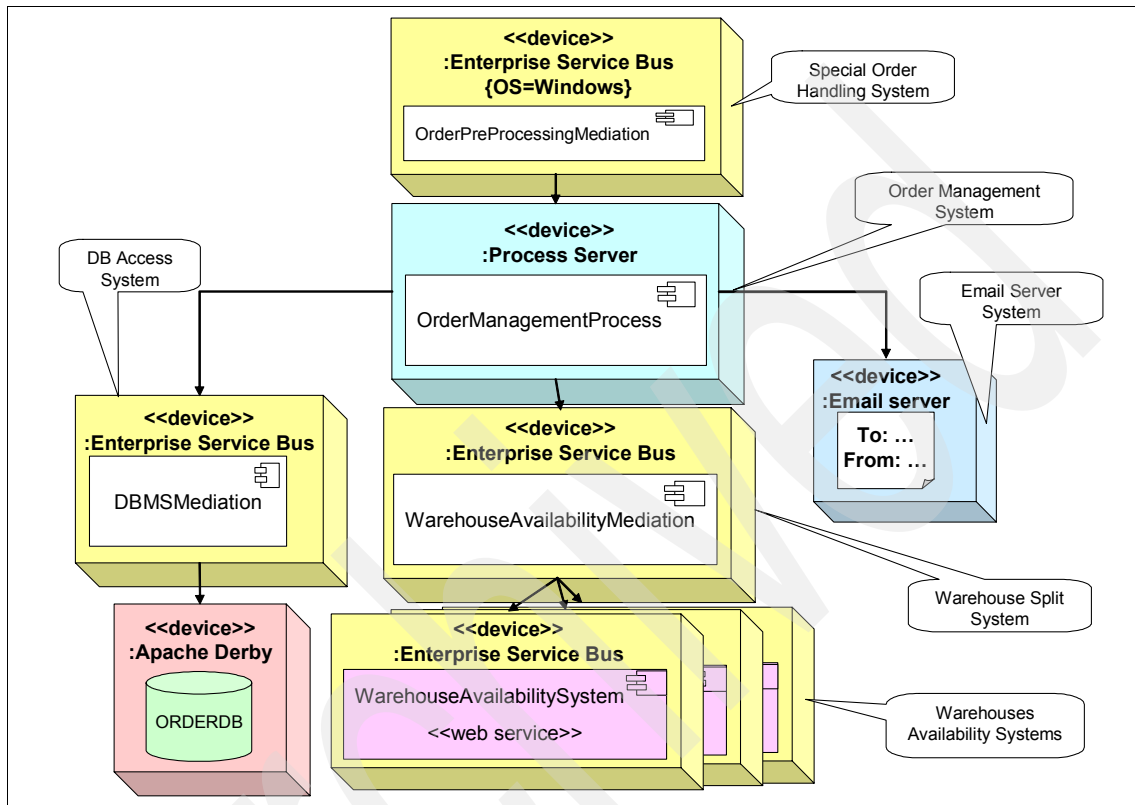 <<device>>
:Enterprise Service Bus
{OS=Windows}
OrderPreProcessingMediation
Special Order
Handling System
<<device>>
:Process Server
OrderManagementProcess
Order Management
System
DB Access
System
Email Server
System
<<device>>
:Enterprise Service Bus
DBMSMediation
<<device>>
:Enterprise Service Bus
WarehouseAvailabilityMediation
<<device>>
:Email server
To: ...
From: ...
Warehouse Split
System
<<device>>
:Apache Derby
ORDERDB
<<device>>
:Enterprise Service Bus
WarehouseAvailabilitySystem
<<web service>>
Warehouses
Availability Systems